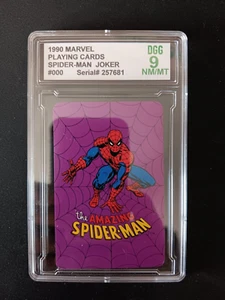 1990 MARVEL
PLAYING CARDS
SPIDER-MAN JOKER
#000 Serial# 257681
DGG
9
NM/MT
the AMAZING
SPIDER-MAN